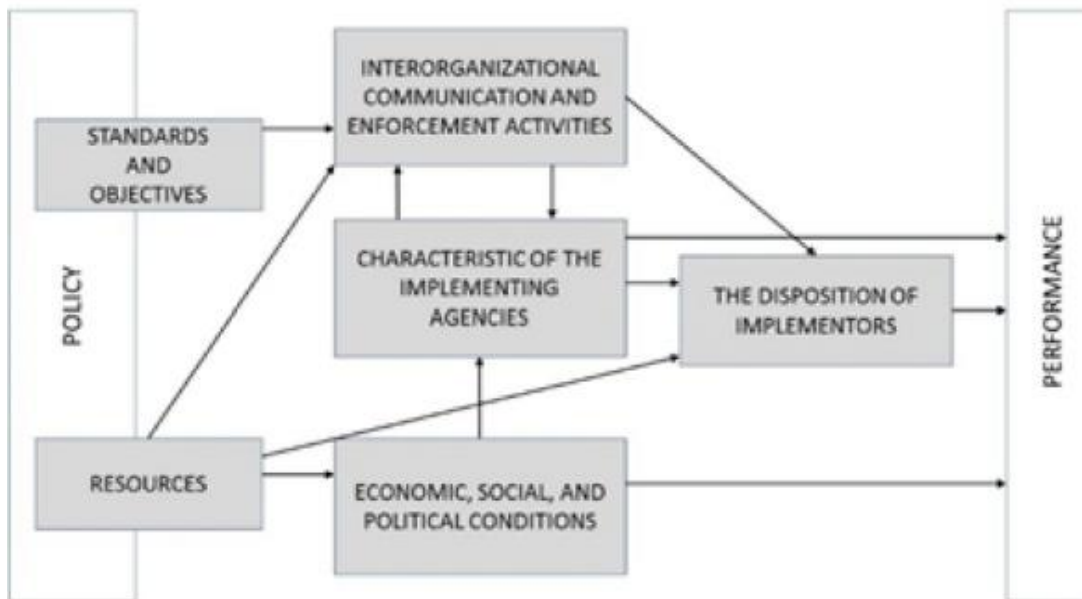 POLICY
STANDARDS
AND
OBJECTIVES
RESOURCES
INTERORGANIZATIONAL
COMMUNICATION AND
ENFORCEMENT ACTIVITIES
CHARACTERISTIC OF THE
IMPLEMENTING
AGENCIES
ECONOMIC, SOCIAL, AND
POLITICAL CONDITIONS
THE DISPOSITION OF
IMPLEMENTORS
PERFORMANCE